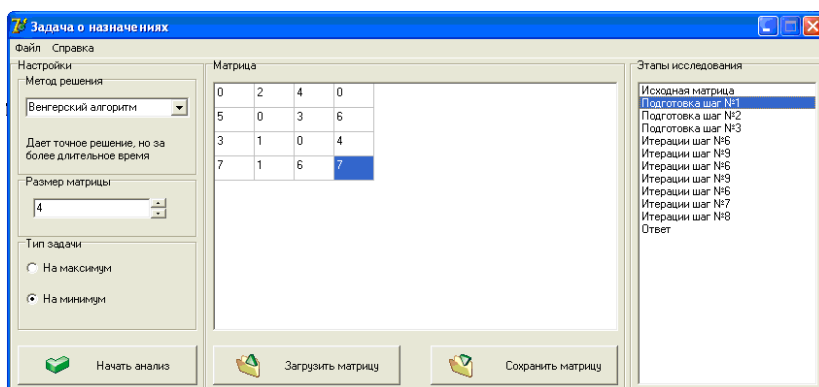 Задача о назначениях
Файл Справка
Настройки
Метод решения
Венгерский алгоритм
Дает точное решение, но за
более длительное время
Размер матрицы
4
Тип задачи
На максимум
На минимум
Начать анализ
Матрица
0 2 4 0
5 0 3 6
3 1 0 4
7 1 6 7
Загрузить матрицу
Сохранить матрицу
Этапы исследования
Исходная матрица
Подготовка шаг №1
Подготовка шаг №2
Подготовка шаг №3
Итерации шаг №6
Итерации шаг №9
Итерации шаг №6
Итерации шаг №9
Итерации шаг №6
Итерации шаг №7
Итерации шаг №8
Ответ